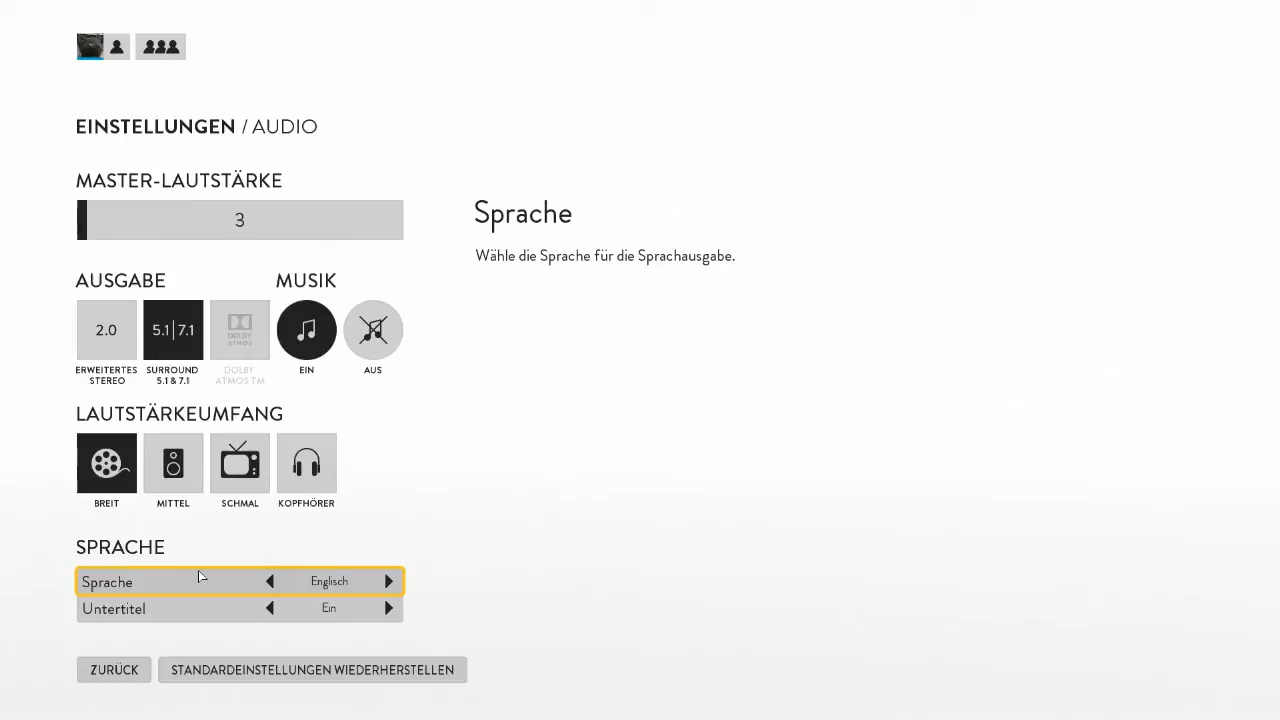 EINSTELLUNGEN / AUDIO
MASTER-LAUTSTÄRKE
3
Sprache
Wähle die Sprache für die Sprachausgabe.
AUSGABE
MUSIK
2.0
5.1|7.1
DOLBY
ATMOS
ERWEITERTES
STEREO
SURROUND
5.1 & 7.1
DOLBY
ATMOS TM
EIN
AUS
LAUTSTÄRKEUMFANG
BREIT
MITTEL
SCHMAL
KOPFHÖRER
SPRACHE
Sprache Englisch
Untertitel Ein
ZURÜCK
STANDARDEINSTELLUNGEN WIEDERHERSTELLEN